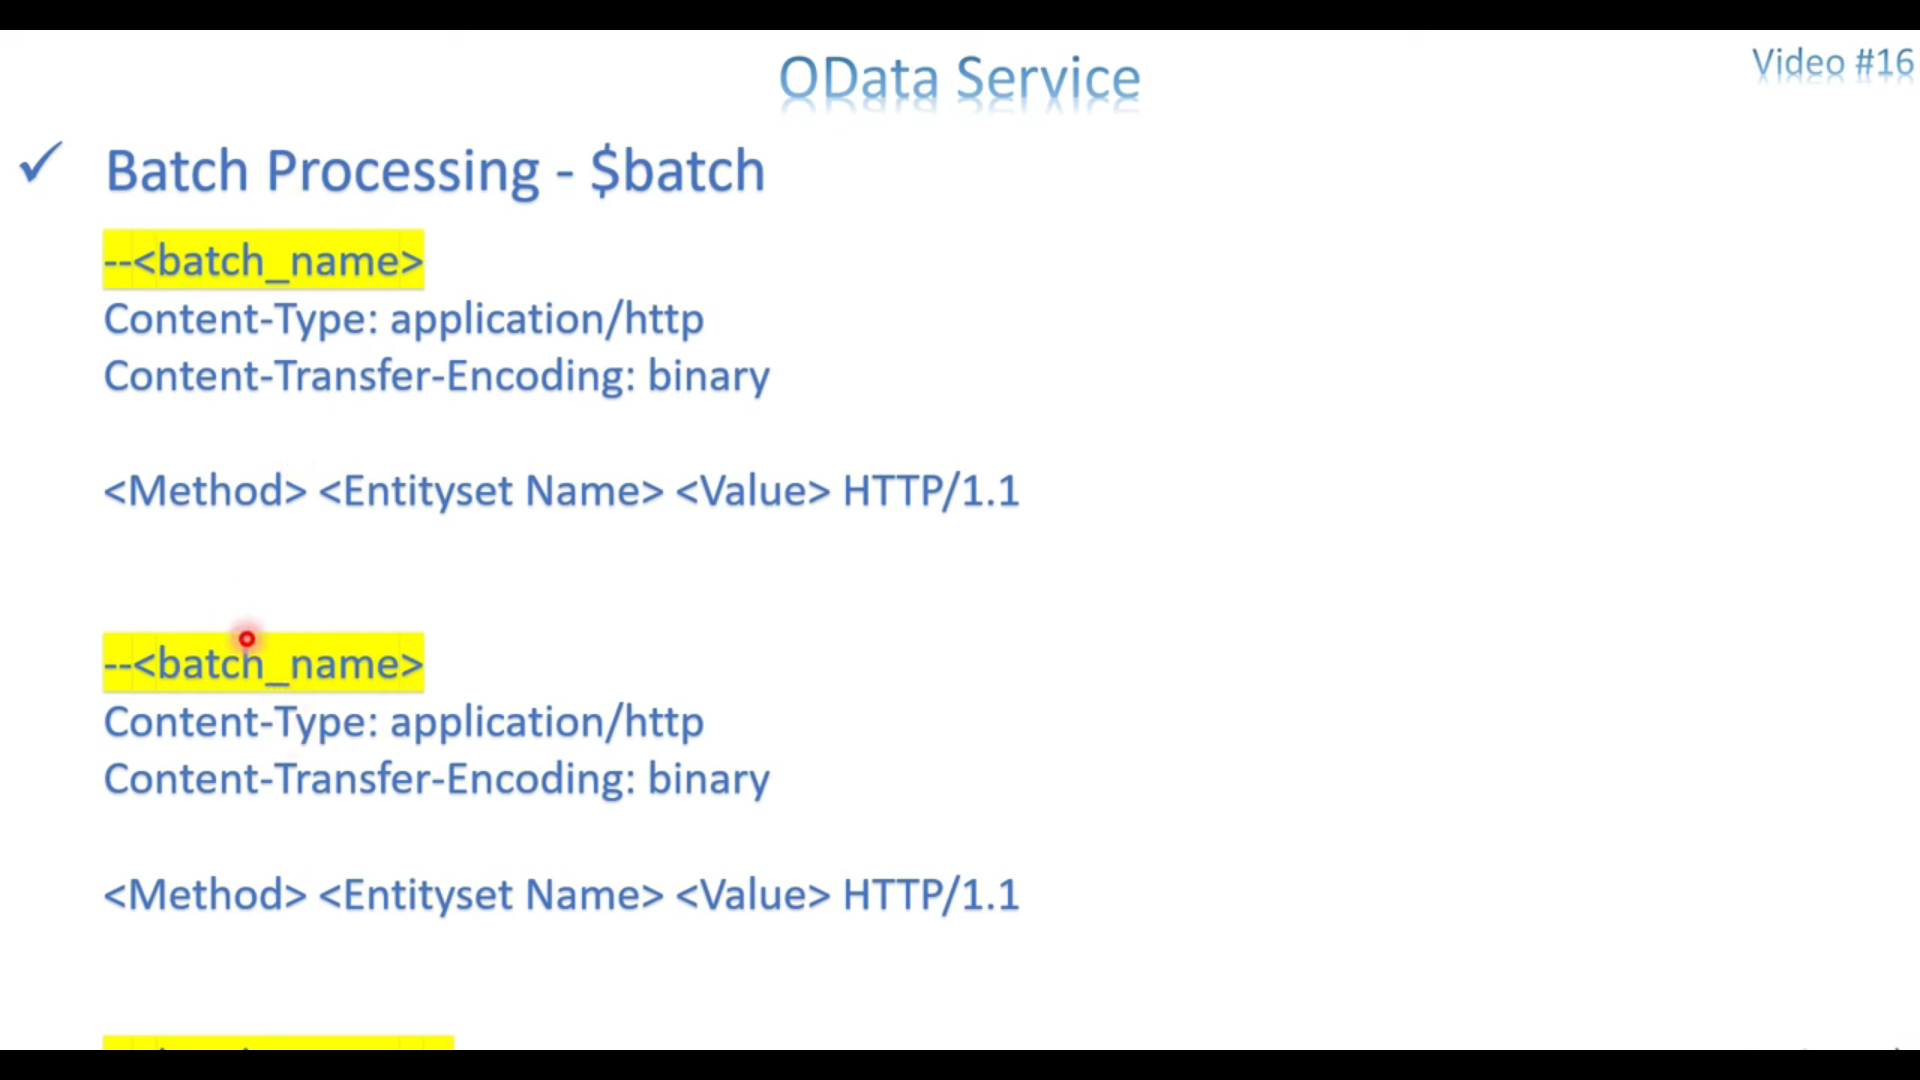 OData Service
Video #16
✓ Batch Processing - $batch
--<batch_name>
Content-Type: application/http
Content-Transfer-Encoding: binary
<Method> <Entityset Name> <Value> HTTP/1.1
--<batch_name>
Content-Type: application/http
Content-Transfer-Encoding: binary
<Method> <Entityset Name> <Value> HTTP/1.1